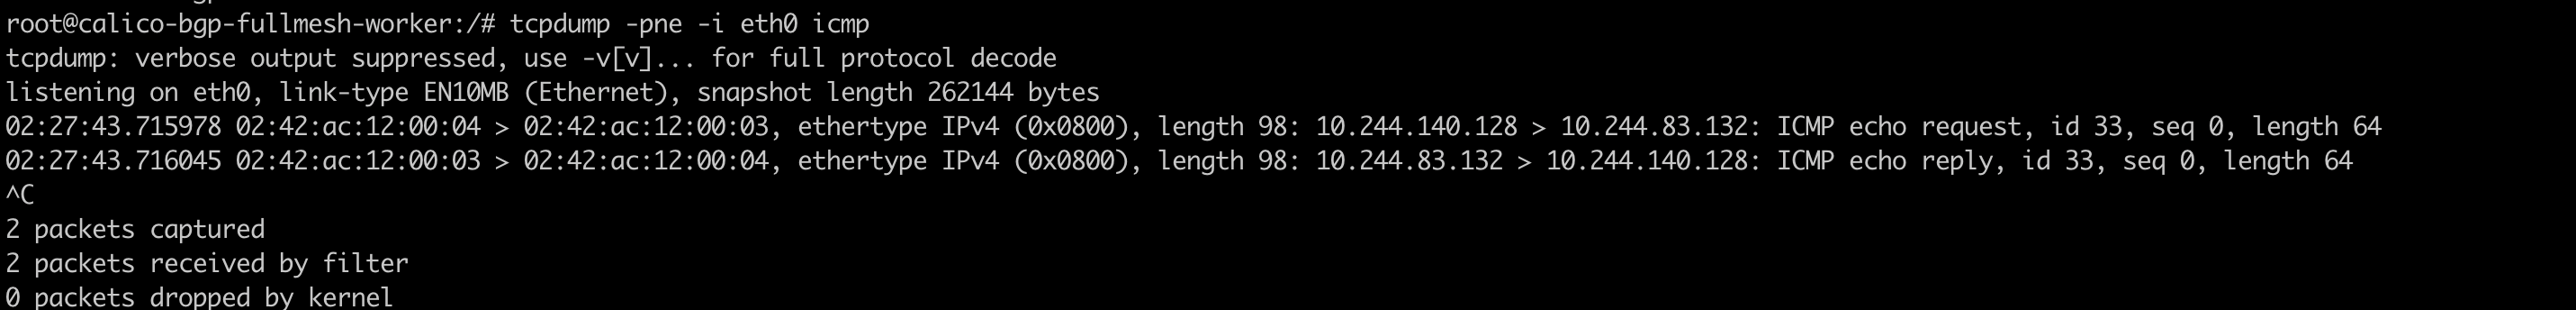 root@calico-bgp-fullmesh-worker:/# tcpdump -pne -i eth0 icmp
tcpdump: verbose output suppressed, use -v[v]... for full protocol decode
listening on eth0, link-type EN10MB (Ethernet), snapshot length 262144 bytes
02:27:43.715978 02:42:ac:12:00:04 > 02:42:ac:12:00:03, ethertype IPv4 (0x0800), length 98: 10.244.140.128 > 10.244.83.132: ICMP echo request, id 33, seq 0, length 64
02:27:43.716045 02:42:ac:12:00:03 > 02:42:ac:12:00:04, ethertype IPv4 (0x0800), length 98: 10.244.83.132 > 10.244.140.128: ICMP echo reply, id 33, seq 0, length 64
^C
2 packets captured
2 packets received by filter
0 packets dropped by kernel